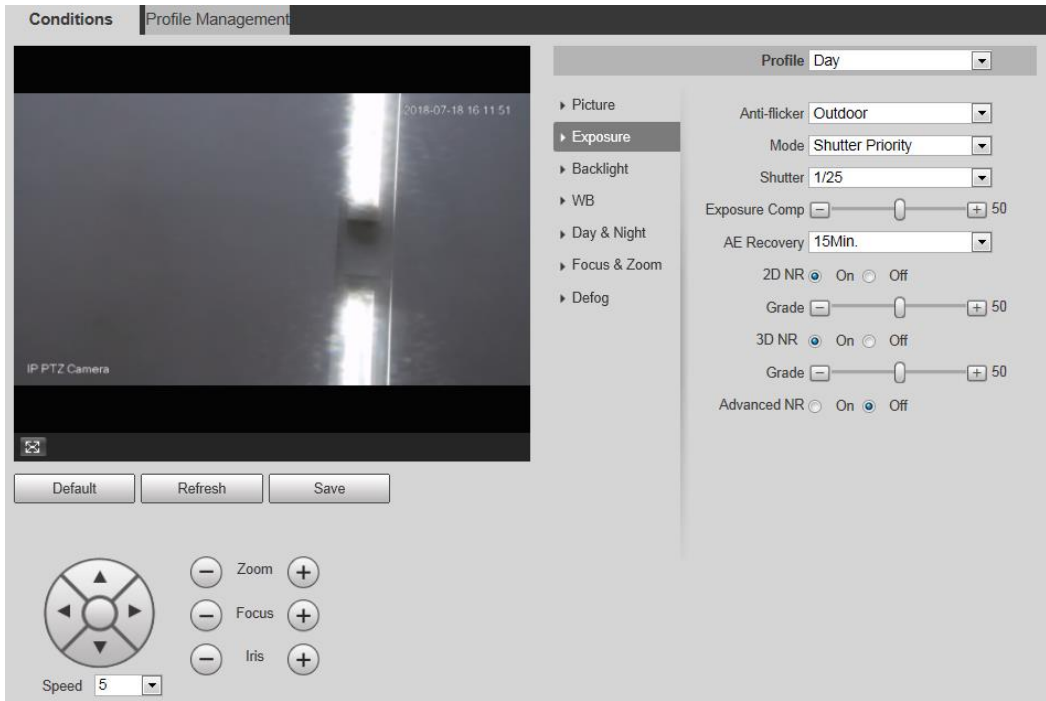 Conditions
Profile Management
2018-07-18 16:11:51
IP PTZ Camera
Default
Refresh
Save
Zoom
Focus
Iris
Speed 5
Profile Day
Picture
Exposure
Backlight
WB
Day & Night
Focus & Zoom
Defog
Anti-flicker Outdoor
Mode Shutter Priority
Shutter 1/25
Exposure Comp 50
AE Recovery 15Min.
2D NR On Off
Grade 50
3D NR On Off
Grade 50
Advanced NR On Off